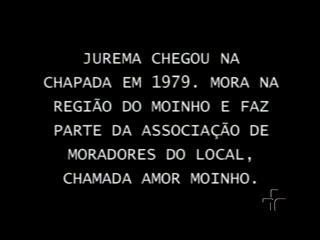 JUREMA CHEGOU NA
CHAPADA EM 1979. MORA NA
REGIÃO DO MOINHO E FAZ
PARTE DA ASSOCIAÇÃO DE
MORADORES DO LOCAL,
CHAMADA AMOR MOINHO.